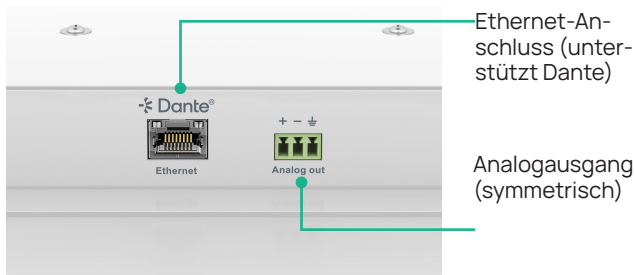 Ethernet-An-
schluss (unter-
stützt Dante)
Dante®
+ − ⏚
Ethernet
Analog out
Analogausgang
(symmetrisch)